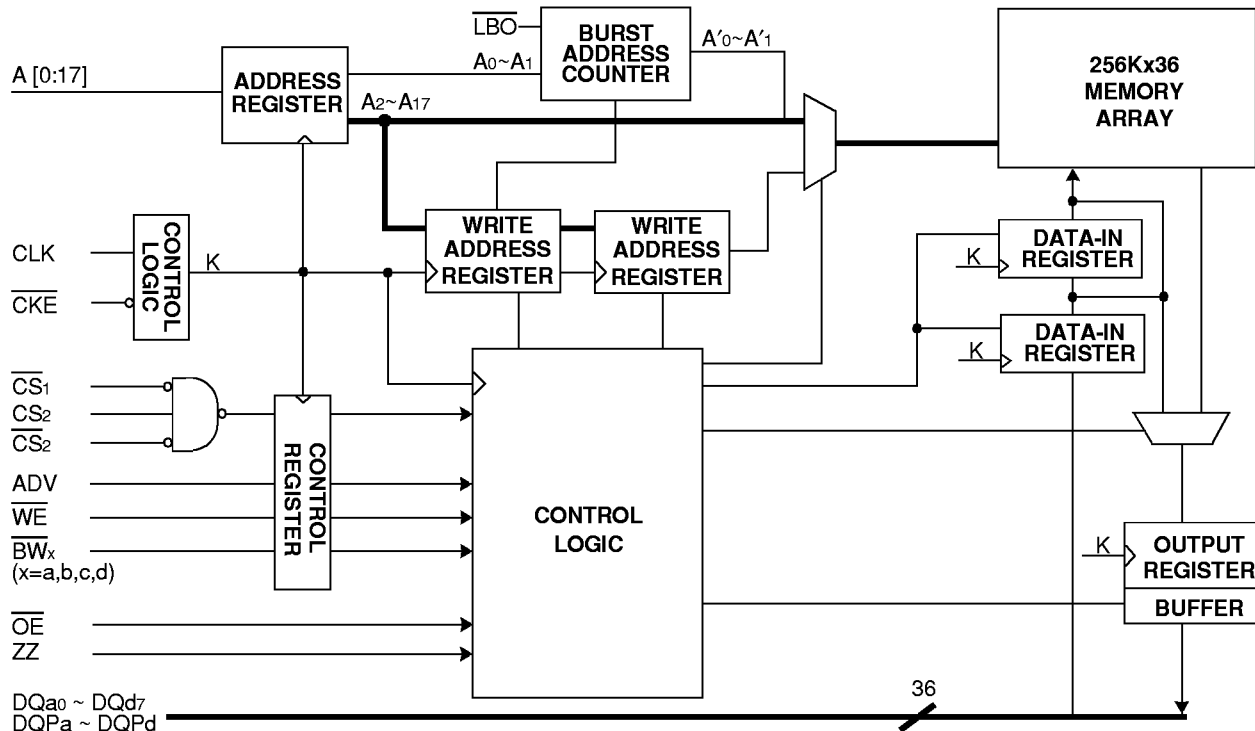 LBO
BURST
ADDRESS
COUNTER
A'0~A'1
256Kx36
MEMORY
ARRAY
A [0:17]
ADDRESS
REGISTER
A0~A1
A2~A17
WRITE
ADDRESS
REGISTER
WRITE
ADDRESS
REGISTER
DATA-IN
REGISTER
K
DATA-IN
REGISTER
K
CLK
CKE
CONTROL
LOGIC
K
CS1
CS2
CS2
ADV
WE
BWx
(x=a,b,c,d)
CONTROL
REGISTER
CONTROL
LOGIC
K
OUTPUT
REGISTER
BUFFER
OE
ZZ
DQa0 ~ DQd7
DQPa ~ DQPd
36